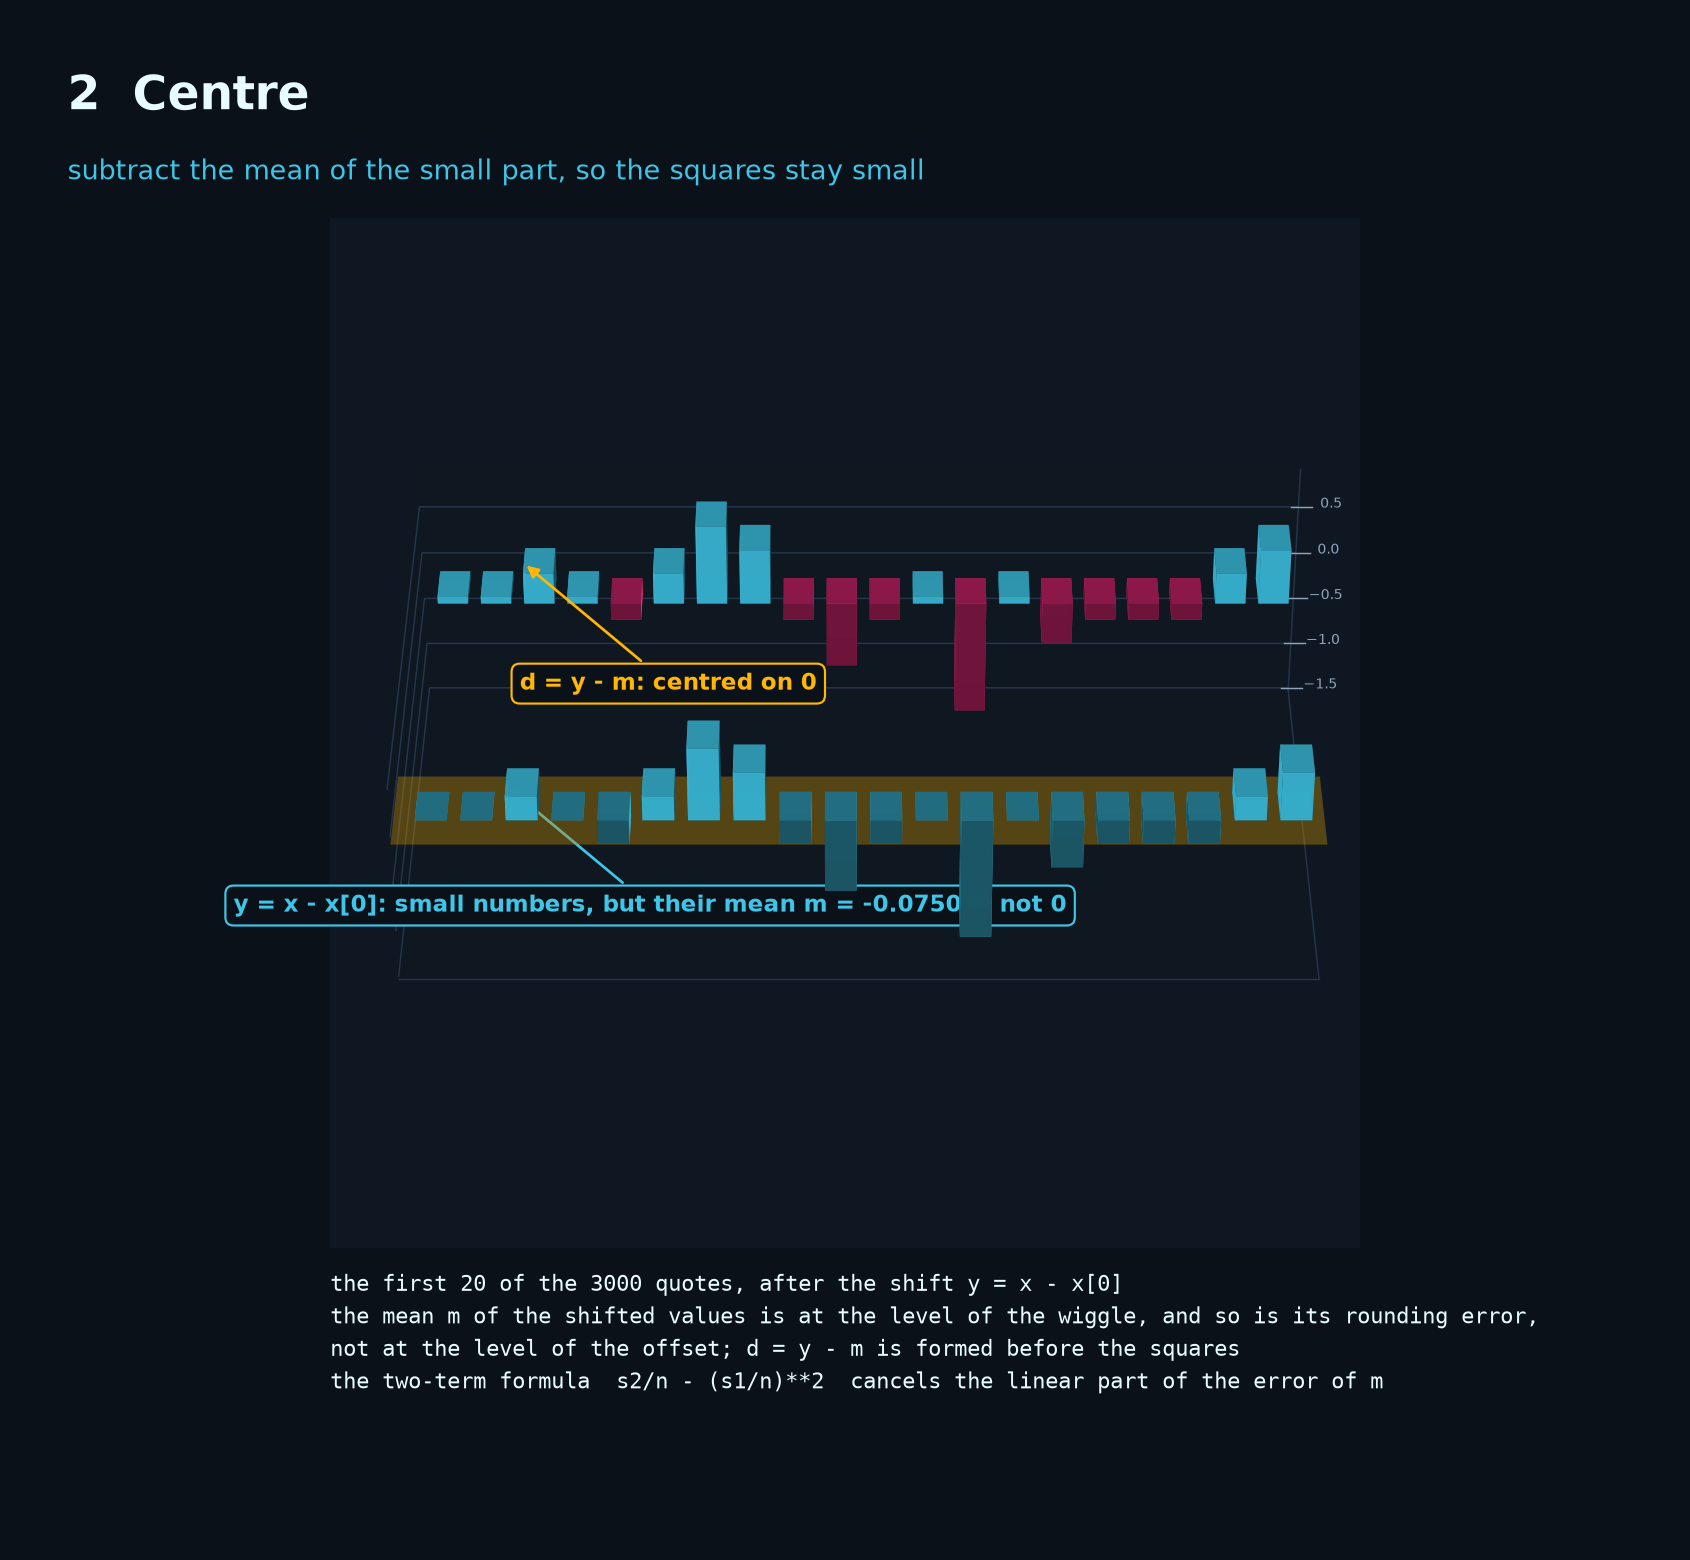 2 Centre
subtract the mean of the small part, so the squares stay small
0.5
0.0
−0.5
−1.0
−1.5
d = y - m: centred on 0
y = x - x[0]: small numbers, but their mean m = -0.0750 not 0
the first 20 of the 3000 quotes, after the shift y = x - x[0]
the mean m of the shifted values is at the level of the wiggle, and so is its rounding error,
not at the level of the offset; d = y - m is formed before the squares
the two-term formula s2/n - (s1/n)**2 cancels the linear part of the error of m